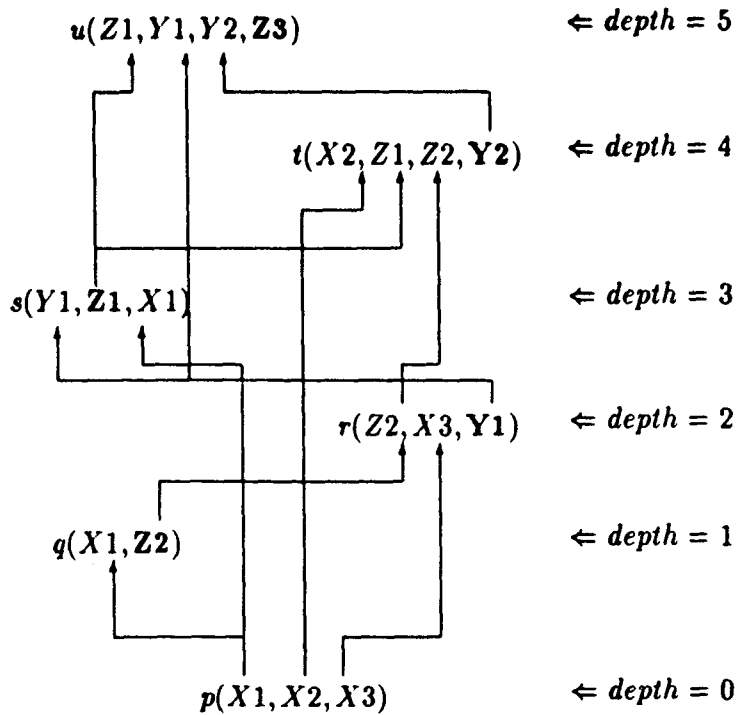 u(Z1, Y1, Y2, Z3) ⇐ depth = 5
t(X2, Z1, Z2, Y2) ⇐ depth = 4
s(Y1, Z1, X1) ⇐ depth = 3
r(Z2, X3, Y1) ⇐ depth = 2
q(X1, Z2) ⇐ depth = 1
p(X1, X2, X3) ⇐ depth = 0